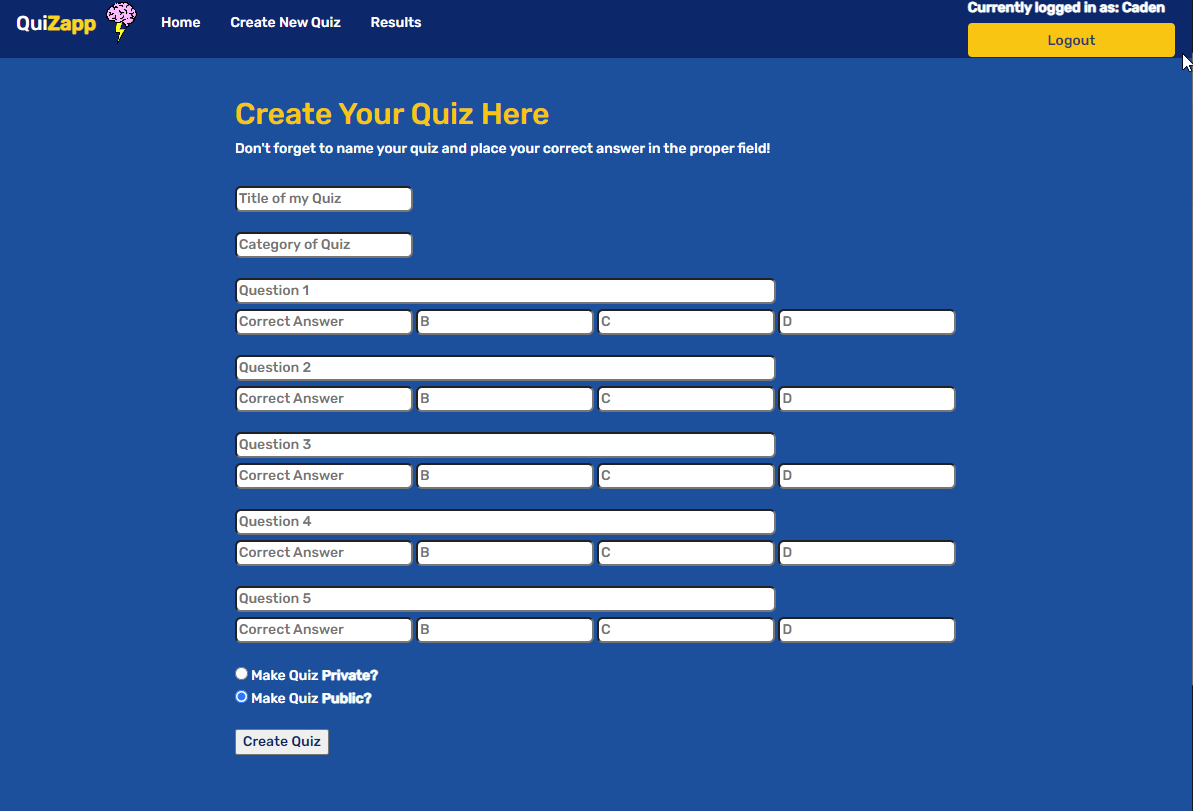 QuiZapp Home Create New Quiz Results
Currently logged in as: Caden
Logout
Create Your Quiz Here
Don't forget to name your quiz and place your correct answer in the proper field!
Title of my Quiz
Category of Quiz
Question 1
Correct Answer B C D
Question 2
Correct Answer B C D
Question 3
Correct Answer B C D
Question 4
Correct Answer B C D
Question 5
Correct Answer B C D
Make Quiz Private?
Make Quiz Public?
Create Quiz